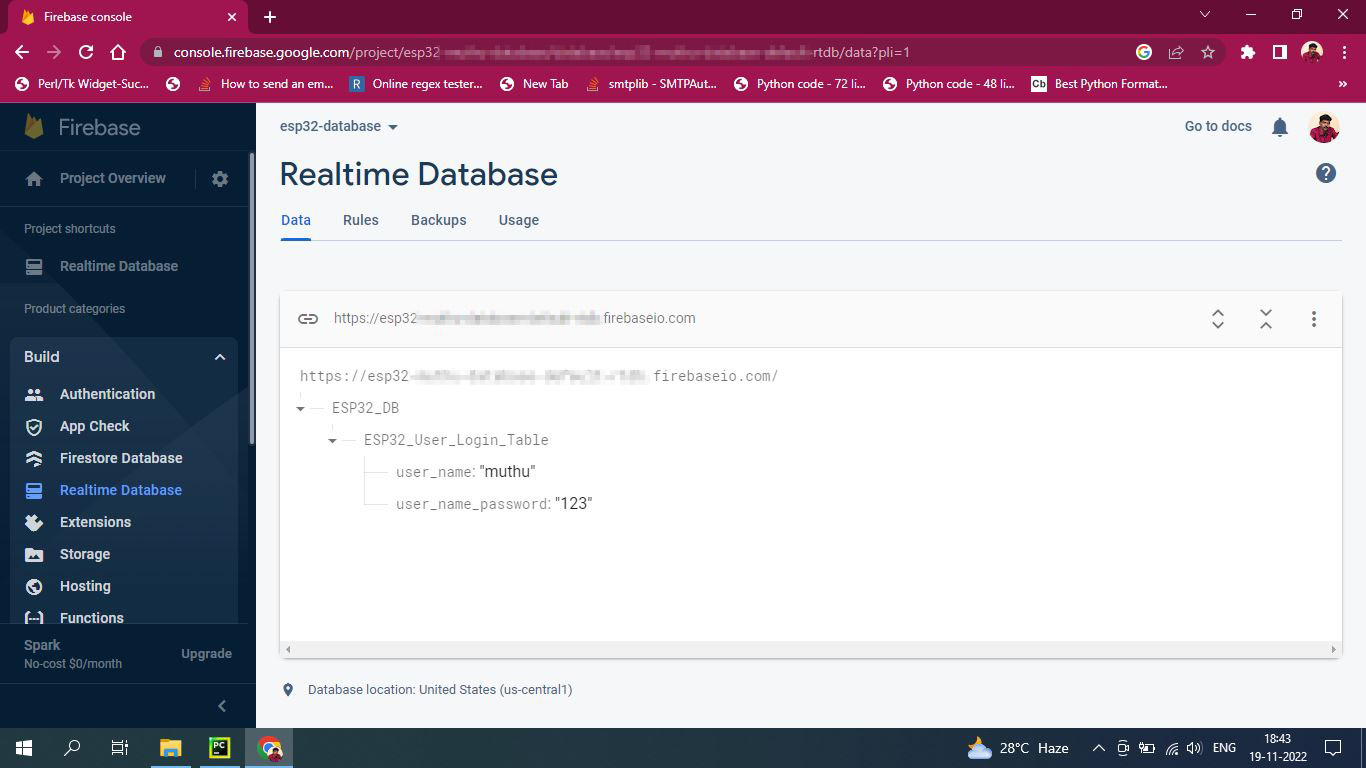 Firebase console
console.firebase.google.com/project/esp32 -rtdb/data?pli=1
Perl/Tk Widget-Suc... How to send an em... R Online regex tester... New Tab smtplib - SMTPAut... Python code - 72 li... Python code - 48 li... Cb Best Python Format... »
Firebase
esp32-database
Go to docs
Project Overview
Realtime Database
Data Rules Backups Usage
Project shortcuts
Realtime Database
Product categories
Build
Authentication
App Check
Firestore Database
Realtime Database
Extensions
Storage
Hosting
Functions
Spark
No-cost $0/month
Upgrade
https://esp32 .firebaseio.com
https://esp32- .firebaseio.com/
ESP32_DB
ESP32_User_Login_Table
user_name: "muthu"
user_name_password: "123"
Database location: United States (us-central1)
PC
28°C Haze
ENG
18:43
19-11-2022